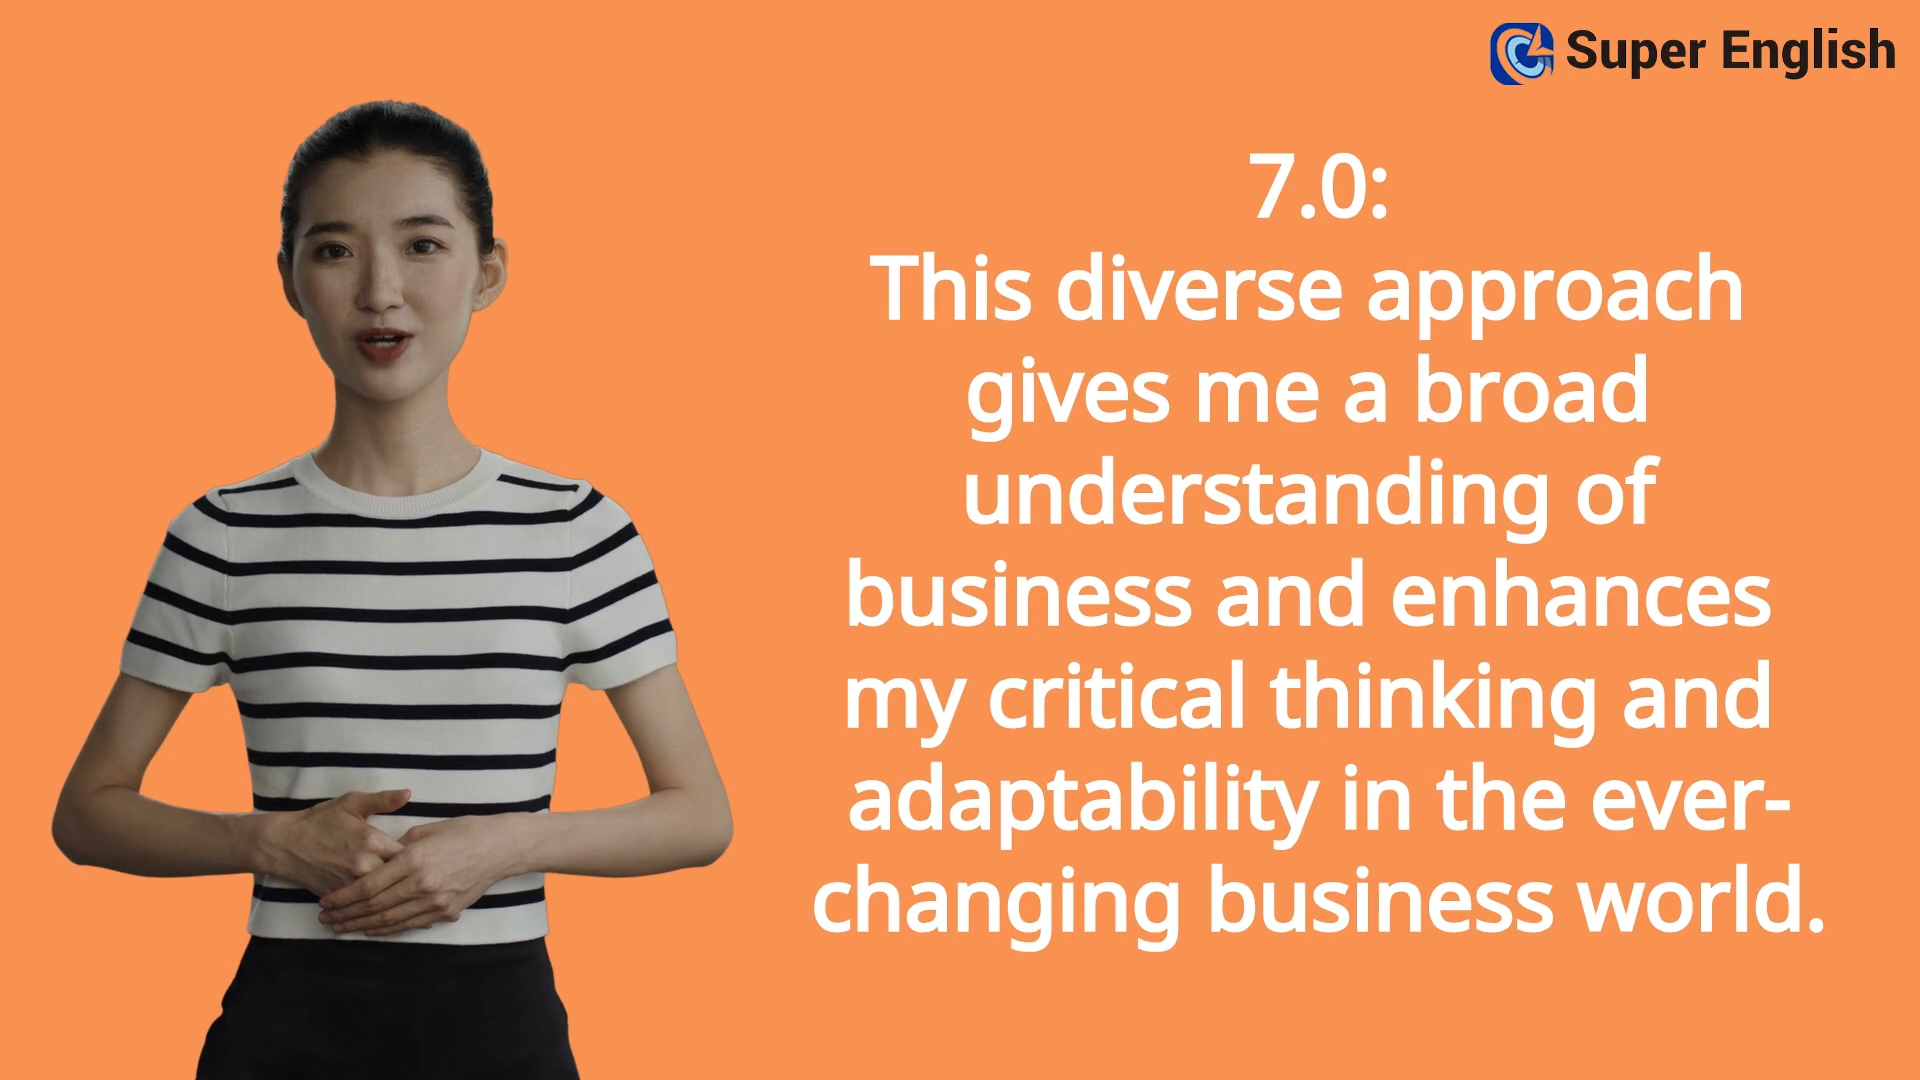 Super English
7.0:
This diverse approach
gives me a broad
understanding of
business and enhances
my critical thinking and
adaptability in the ever-
changing business world.